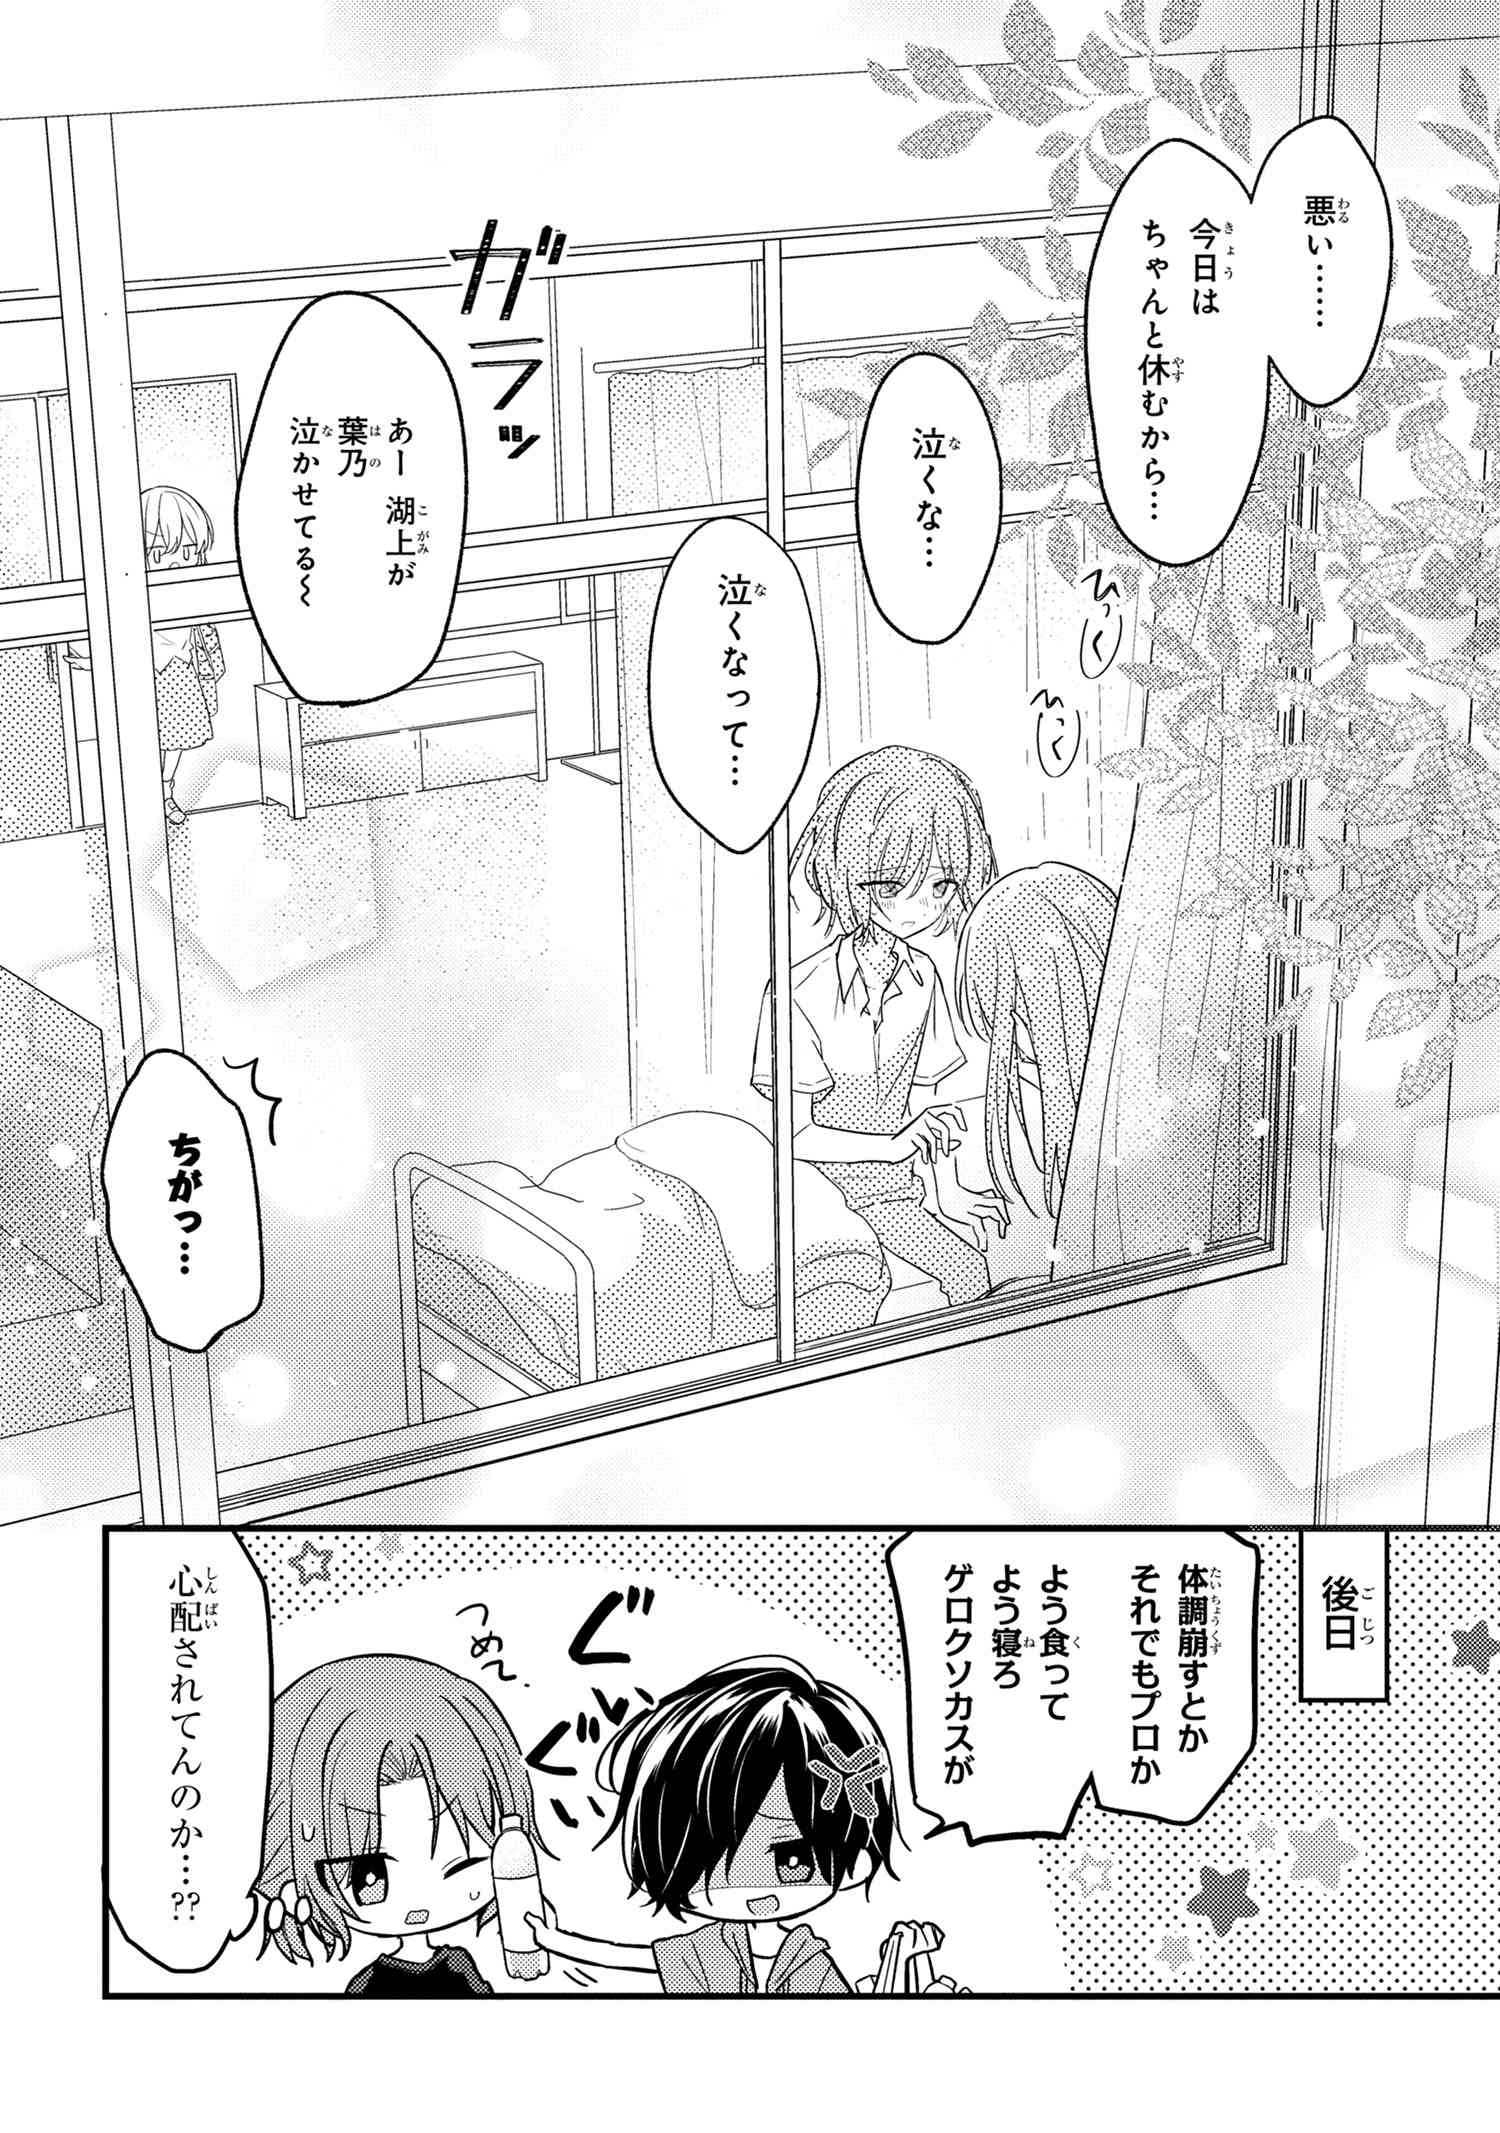 悪い……
今日は
ちゃんと休むから…
ひっく
ひっく
泣くな…
泣くなって…
ガラッ
あー 湖上が
葉乃
泣かせてる〜
ちがっ…
後日
体調崩すとか
それでもプロか
よう食って
よう寝ろ
ゲロクソカスが
ぐいぐい
つめてー
心配されてんのか…??